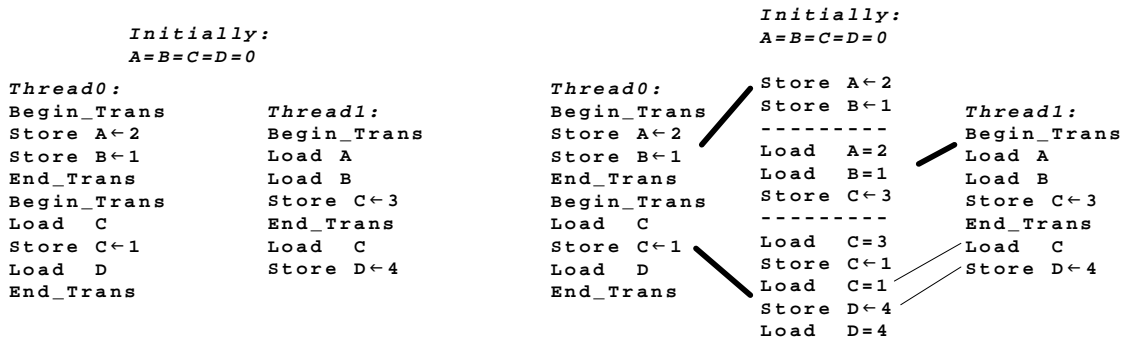 Initially:
A=B=C=D=0
Thread0:
Begin_Trans
Store A←2
Store B←1
End_Trans
Begin_Trans
Load  C
Store C←1
Load  D
End_Trans
Thread1:
Begin_Trans
Load A
Load B
Store C←3
End_Trans
Load  C
Store D←4
Thread0:
Begin_Trans
Store A←2
Store B←1
End_Trans
Begin_Trans
Load  C
Store C←1
Load  D
End_Trans
Initially:
A=B=C=D=0
Store A←2
Store B←1
---------
Load  A=2
Load  B=1
Store C←3
---------
Load  C=3
Store C←1
Load  C=1
Store D←4
Load  D=4
Thread1:
Begin_Trans
Load A
Load B
Store C←3
End_Trans
Load  C
Store D←4